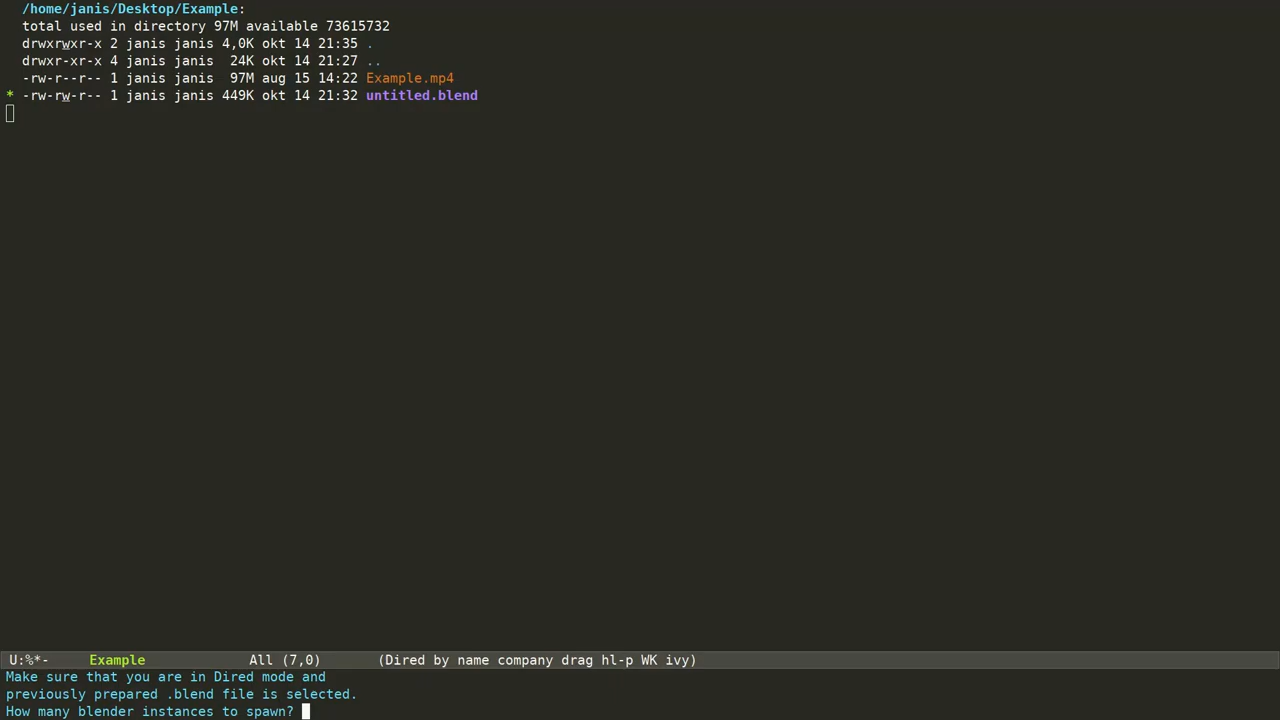 /home/janis/Desktop/Example:
total used in directory 97M available 73615732
drwxrwxr-x 2 janis janis 4,0K okt 14 21:35 .
drwxr-xr-x 4 janis janis  24K okt 14 21:27 ..
-rw-r--r-- 1 janis janis  97M aug 15 14:22 Example.mp4
* -rw-rw-r-- 1 janis janis 449K okt 14 21:32 untitled.blend
U:%*-     Example             All (7,0)       (Dired by name company drag hl-p WK ivy)
Make sure that you are in Dired mode and
previously prepared .blend file is selected.
How many blender instances to spawn?